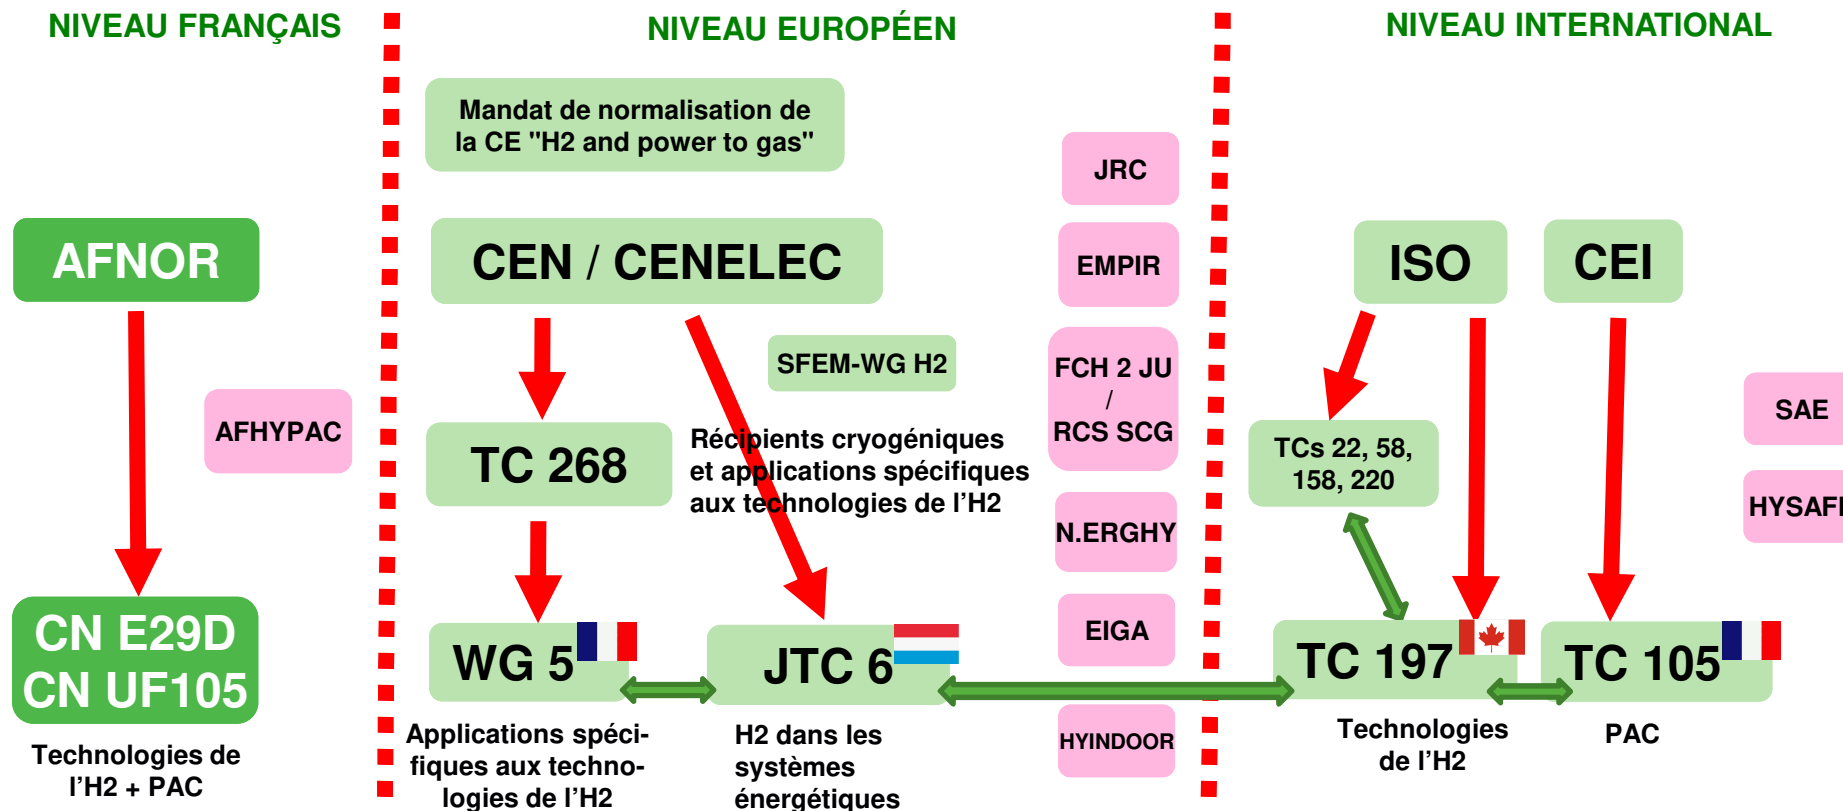 NIVEAU FRANÇAIS
AFNOR
AFHYPAC
CN E29D
CN UF105
Technologies de
l’H2 + PAC
NIVEAU EUROPÉEN
Mandat de normalisation de
la CE "H2 and power to gas"
CEN / CENELEC
SFEM-WG H2
TC 268
Récipients cryogéniques
et applications spécifiques
aux technologies de l’H2
WG 5
JTC 6
Applications spéci-
fiques aux techno-
logies de l’H2
H2 dans les
systèmes
énergétiques
JRC
EMPIR
FCH 2 JU
/
RCS SCG
N.ERGHY
EIGA
HYINDOOR
NIVEAU INTERNATIONAL
ISO
CEI
TCs 22, 58,
158, 220
SAE
TC 197
TC 105
Technologies
de l’H2
PAC